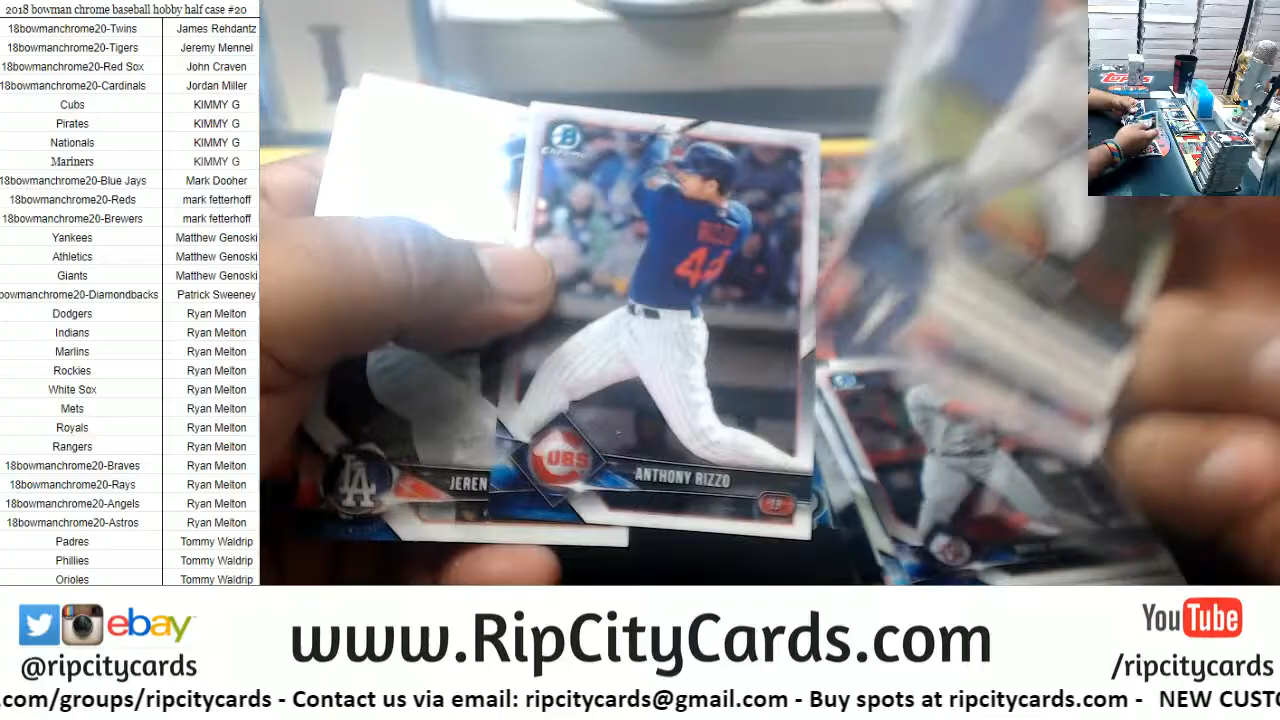 2018 bowman chrome baseball hobby half case #20
18bowmanchrome20-Twins James Rehdantz
18bowmanchrome20-Tigers Jeremy Mennel
18bowmanchrome20-Red Sox John Craven
18bowmanchrome20-Cardinals Jordan Miller
Cubs KIMMY G
Pirates KIMMY G
Nationals KIMMY G
Mariners KIMMY G
18bowmanchrome20-Blue Jays Mark Dooher
18bowmanchrome20-Reds mark fetterhoff
18bowmanchrome20-Brewers mark fetterhoff
Yankees Matthew Genoski
Athletics Matthew Genoski
Giants Matthew Genoski
bowmanchrome20-Diamondbacks Patrick Sweeney
Dodgers Ryan Melton
Indians Ryan Melton
Marlins Ryan Melton
Rockies Ryan Melton
White Sox Ryan Melton
Mets Ryan Melton
Royals Ryan Melton
Rangers Ryan Melton
18bowmanchrome20-Braves Ryan Melton
18bowmanchrome20-Rays Ryan Melton
18bowmanchrome20-Angels Ryan Melton
18bowmanchrome20-Astros Ryan Melton
Padres Tommy Waldrip
Phillies Tommy Waldrip
Orioles Tommy Waldrip
Chrome
RIZZO
44
CUBS
ANTHONY RIZZO
1B
LA
JEREN
TOPPS
ebay
@ripcitycards
www.RipCityCards.com
YouTube
/ripcitycards
.com/groups/ripcitycards - Contact us via email: ripcitycards@gmail.com - Buy spots at ripcitycards.com - NEW CUSTO